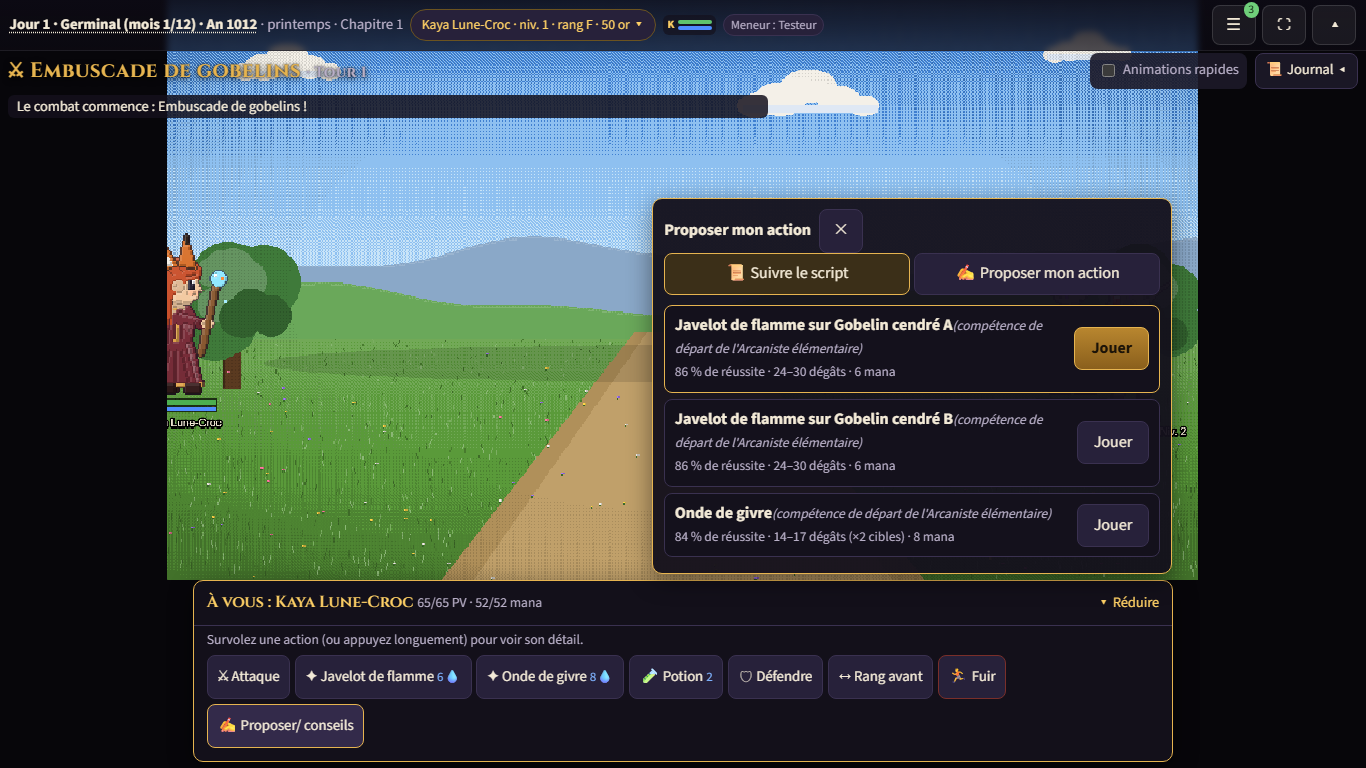 Jour 1 · Germinal (mois 1/12) · An 1012 · printemps · Chapitre 1
Kaya Lune-Croc · niv. 1 · rang F · 50 or ▾
K
Meneur : Testeur
☰
3
▲
⚔ Embuscade de gobelins · Tour 1
Animations rapides
📜 Journal ◂
Le combat commence : Embuscade de gobelins !
Proposer mon action
✕
📜 Suivre le script
✍ Proposer mon action
Javelot de flamme sur Gobelin cendré A (compétence de
départ de l'Arcaniste élémentaire)
86 % de réussite · 24–30 dégâts · 6 mana
Jouer
Javelot de flamme sur Gobelin cendré B (compétence de
départ de l'Arcaniste élémentaire)
86 % de réussite · 24–30 dégâts · 6 mana
Jouer
Onde de givre (compétence de départ de l'Arcaniste élémentaire)
84 % de réussite · 14–17 dégâts (×2 cibles) · 8 mana
Jouer
Lune-Croc
. 2
À vous : Kaya Lune-Croc 65/65 PV · 52/52 mana
▾ Réduire
Survolez une action (ou appuyez longuement) pour voir son détail.
⚔ Attaque
✦ Javelot de flamme 6 💧
✦ Onde de givre 8 💧
🧪 Potion 2
🛡 Défendre
↔ Rang avant
🏃 Fuir
✍ Proposer/ conseils